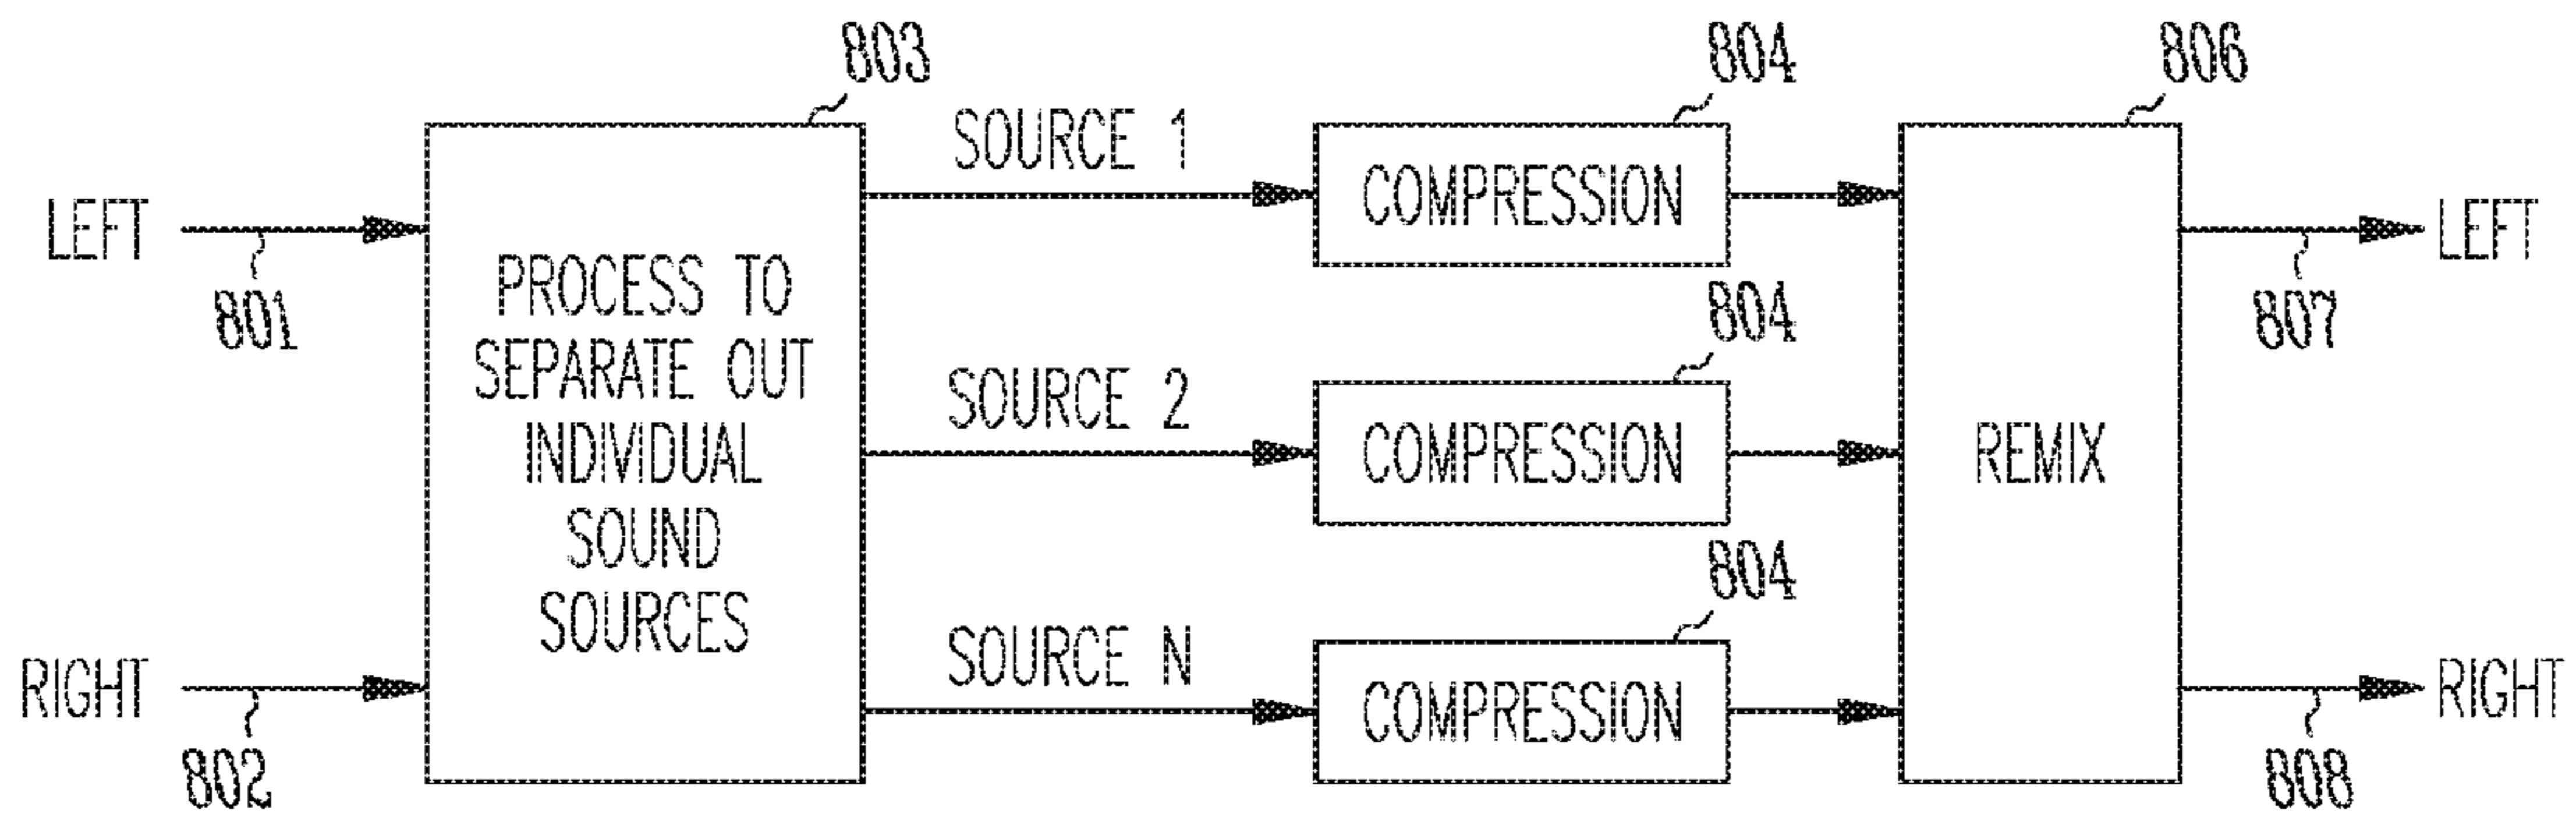 803
804
806
SOURCE 1
COMPRESSION
LEFT
801
PROCESS TO
SEPARATE OUT
INDIVIDUAL
SOUND
SOURCES
LEFT
807
804
SOURCE 2
COMPRESSION
REMIX
804
SOURCE N
COMPRESSION
RIGHT
802
RIGHT
808